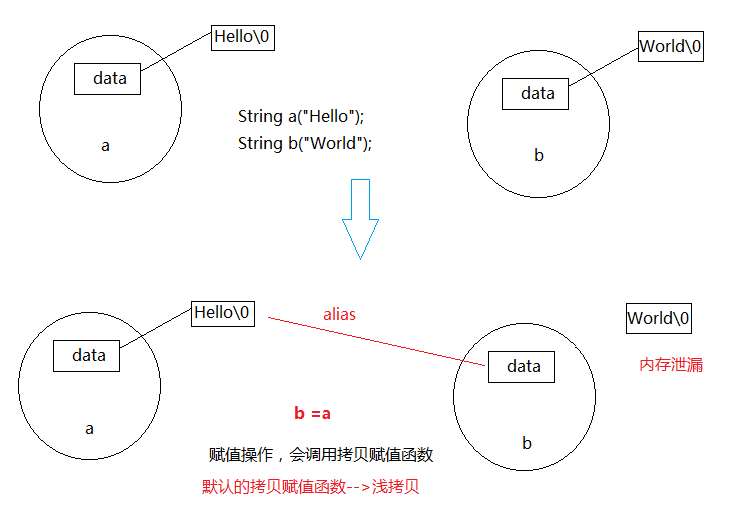 Hello\0
World\0
data
data
String a("Hello");
String b("World");
a
b
Hello\0
alias
World\0
data
data
内存泄漏
b =a
a
b
赋值操作，会调用拷贝赋值函数
默认的拷贝赋值函数-->浅拷贝